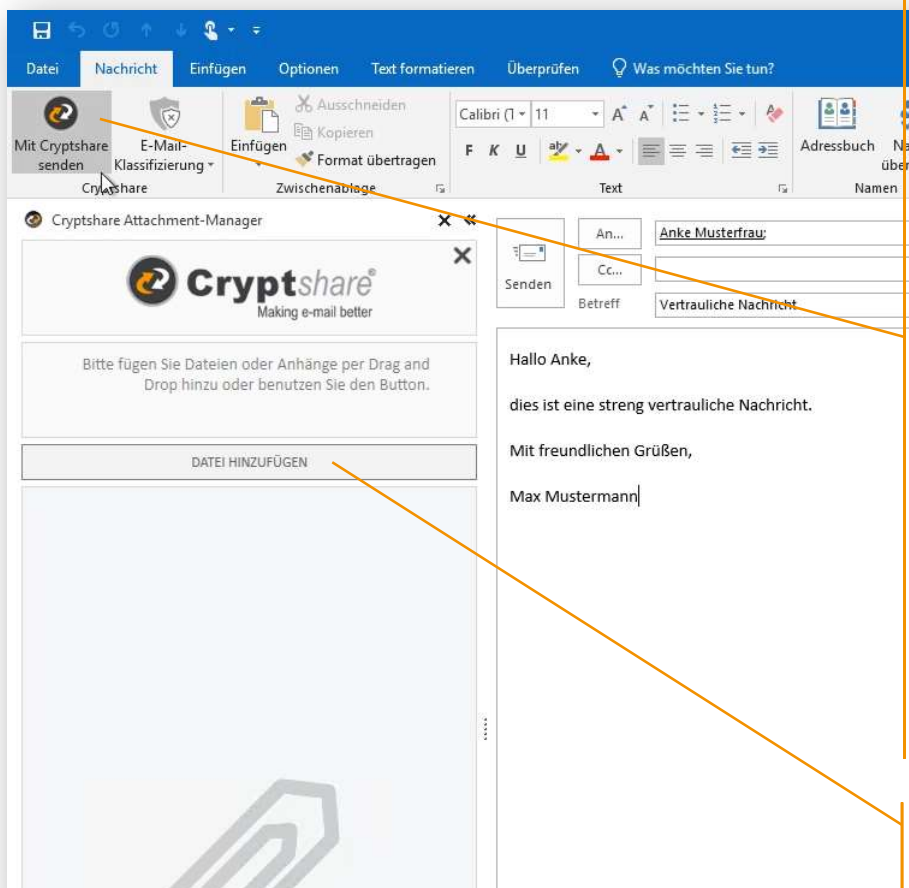 Datei Nachricht Einfügen Optionen Text formatieren Überprüfen Was möchten Sie tun?
Mit Cryptshare senden
E-Mail-Klassifizierung
Cryptshare
Einfügen
Ausschneiden
Kopieren
Format übertragen
Zwischenablage
Calibri (T 11 A A
F K U aby A
Text
Adressbuch
Na
über
Namen
Cryptshare Attachment-Manager
Cryptshare®
Making e-mail better
Bitte fügen Sie Dateien oder Anhänge per Drag and
Drop hinzu oder benutzen Sie den Button.
DATEI HINZUFÜGEN
Senden
An... Anke Musterfrau;
Cc...
Betreff Vertrauliche Nachricht
Hallo Anke,
dies ist eine streng vertrauliche Nachricht.
Mit freundlichen Grüßen,
Max Mustermann